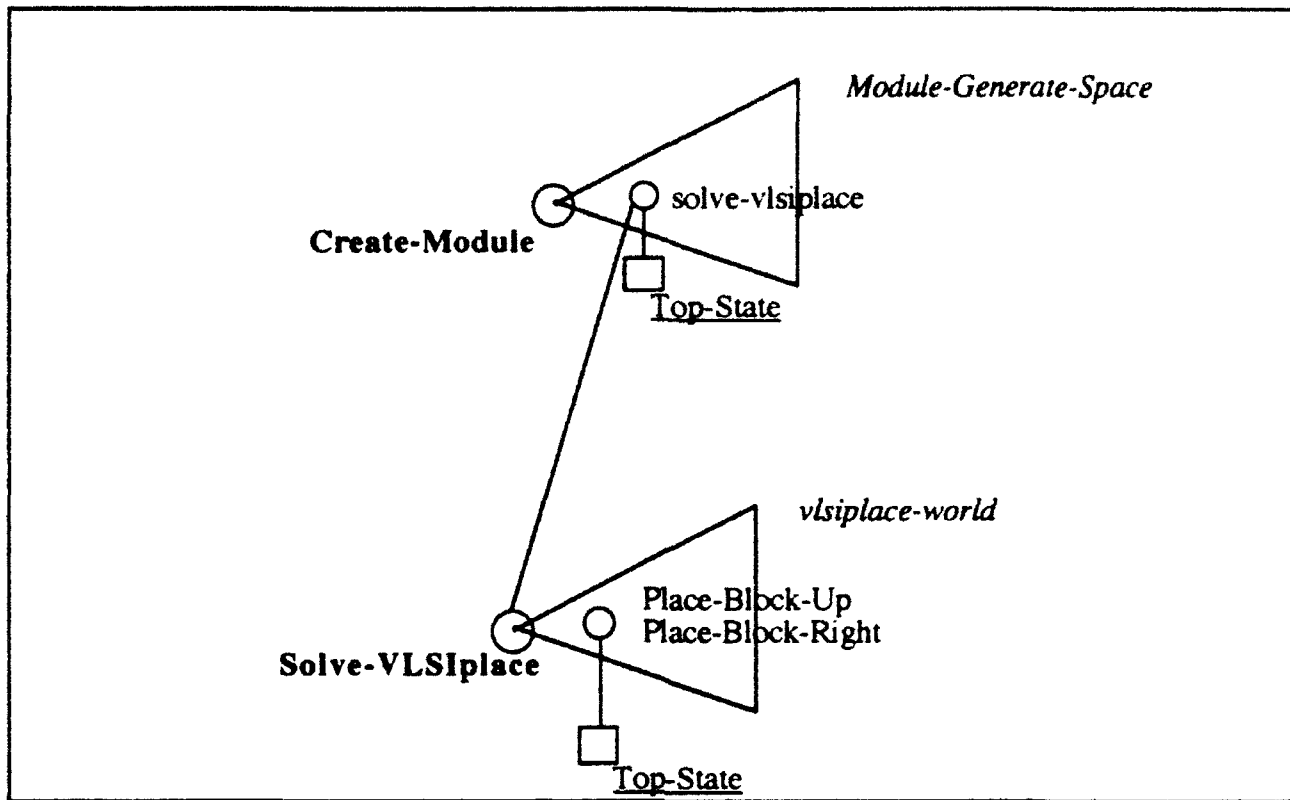 Module-Generate-Space
solve-vlsiplace
Create-Module
Top-State
vlsiplace-world
Place-Block-Up
Place-Block-Right
Solve-VLSIplace
Top-State